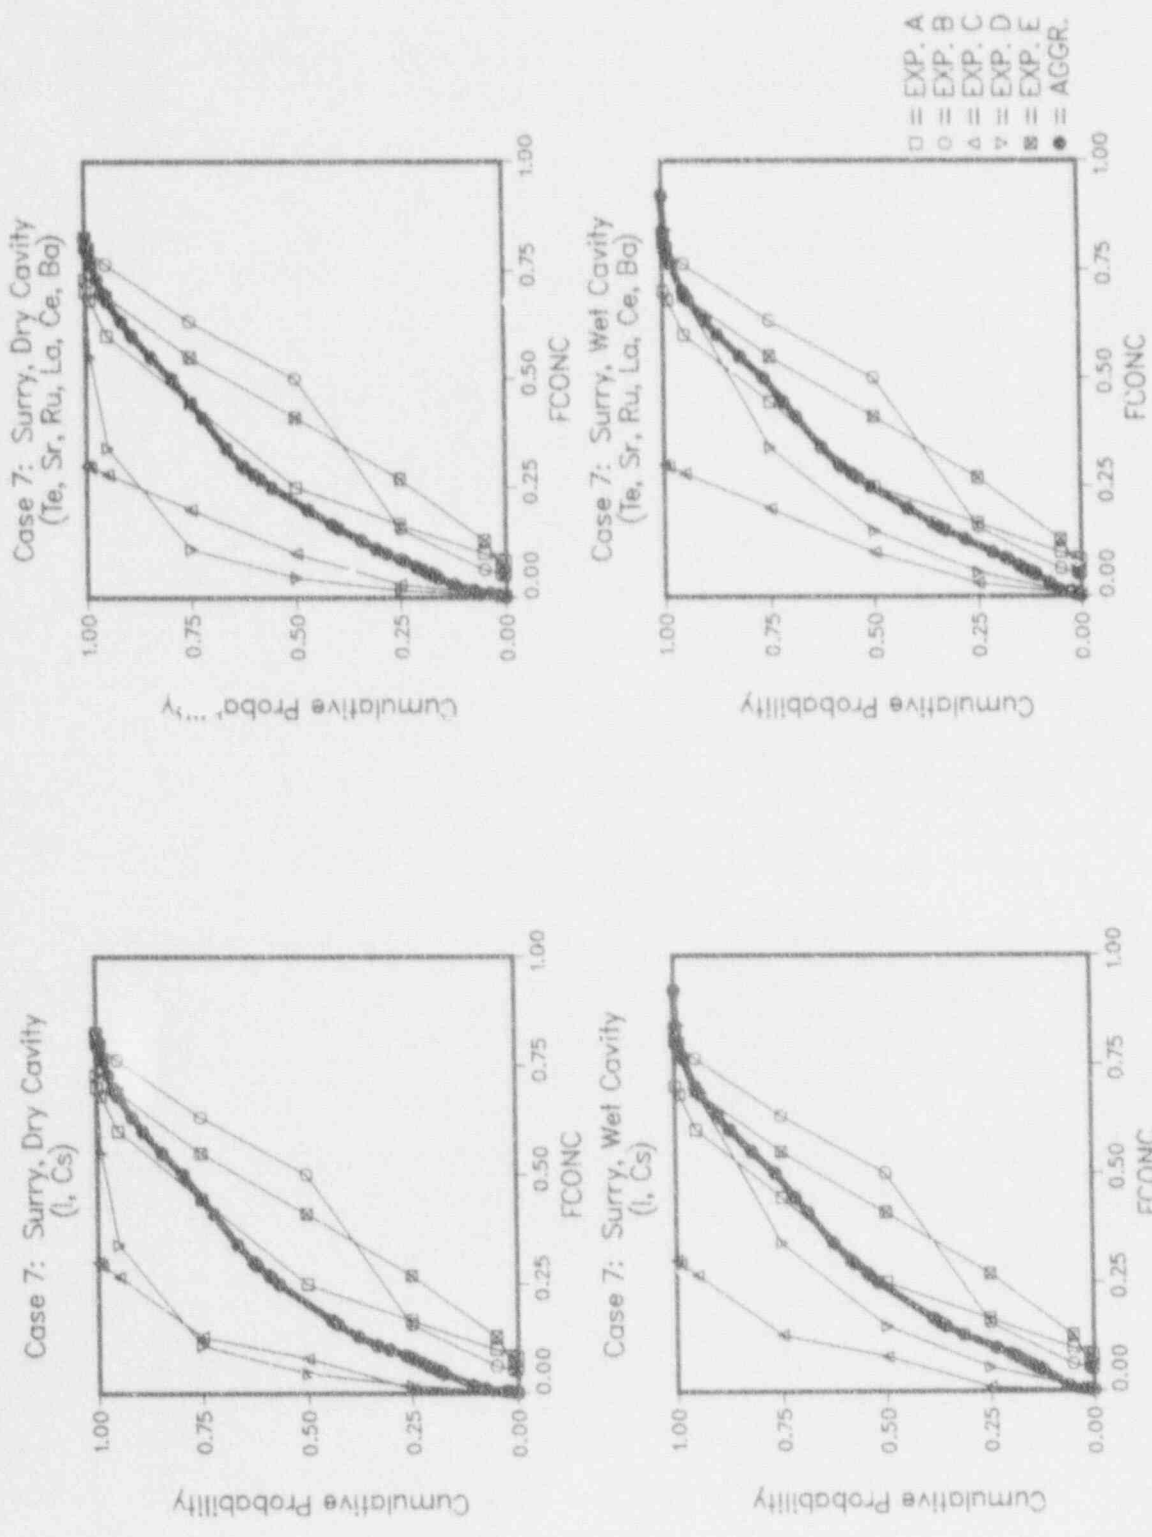 Case 7: Surry, Dry Cavity
(I, Cs)
Cumulative Probability
1.00
0.75
0.50
0.25
0.00
0.00
0.25
0.50
0.75
1.00
FCONC
Case 7: Surry, Dry Cavity
(Te, Sr, Ru, La, Ce, Ba)
Cumulative
1.00
0.75
0.50
0.25
0.00
0.00
0.25
0.50
0.75
1.00
FCONC
Case 7: Surry, Wet Cavity
(I, Cs)
Cumulative Probability
1.00
0.75
0.50
0.25
0.00
0.00
0.25
0.50
0.75
1.00
FCONC
Case 7: Surry, Wet Cavity
(Te, Sr, Ru, La, Ce, Ba)
Cumulative Probability
1.00
0.75
0.50
0.25
0.00
0.00
0.25
0.50
0.75
1.00
FCONC
□ = EXP. A
○ = EXP. B
△ = EXP. C
▽ = EXP. D
⊠ = EXP. E
● = AGGR.